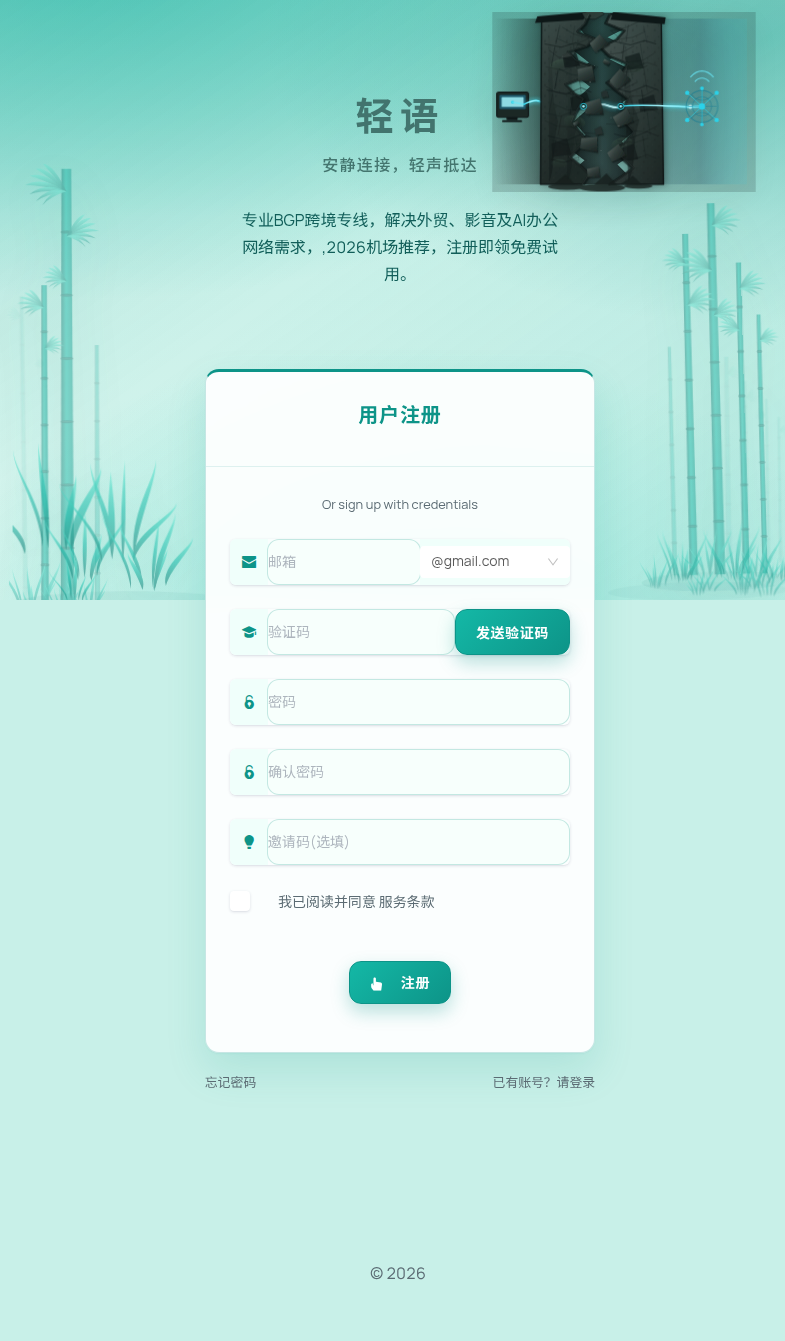 轻语
安静连接，轻声抵达
专业BGP跨境专线，解决外贸、影音及AI办公
网络需求，,2026机场推荐，注册即领免费试
用。
用户注册
Or sign up with credentials
邮箱
@gmail.com
验证码
发送验证码
密码
确认密码
邀请码(选填)
我已阅读并同意 服务条款
注册
忘记密码
已有账号？请登录
© 2026